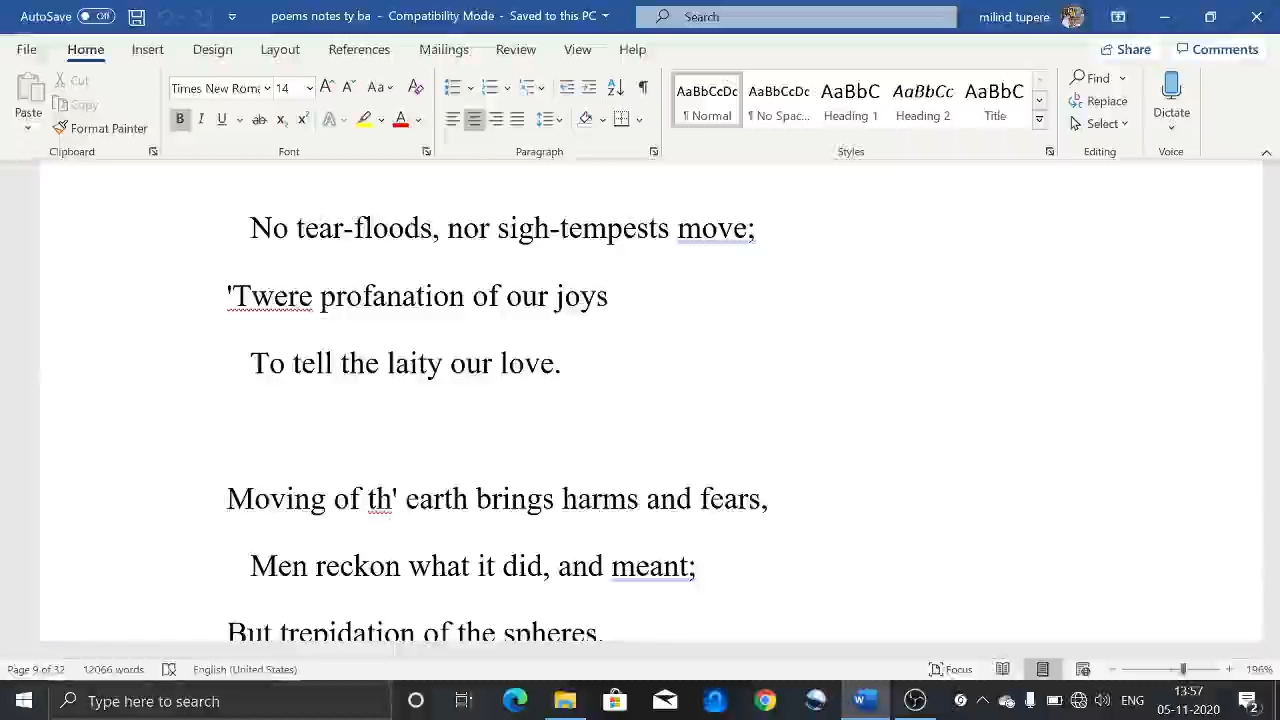 AutoSave Off poems notes by ba - Compatibility Mode - Saved to this PC Search milind tupere
File Home Insert Design Layout References Mailings Review View Help Share Comments
Paste Cut Copy Format Painter Times New Rom 14 AaBbCcDc ¶ Normal AaBbCcDc ¶ No Spac... AaBbC Heading 1 AaBbCc Heading 2 AaBbC Title Find Replace Select Dictate
Clipboard Font Paragraph Styles Editing Voice
No tear-floods, nor sigh-tempests move;
'Twere profanation of our joys
To tell the laity our love.
Moving of th' earth brings harms and fears,
Men reckon what it did, and meant;
But trepidation of the spheres,
Page 9 of 32 12066 words English (United States) Focus 196%
Type here to search ENG 13:57
05-11-2020 2